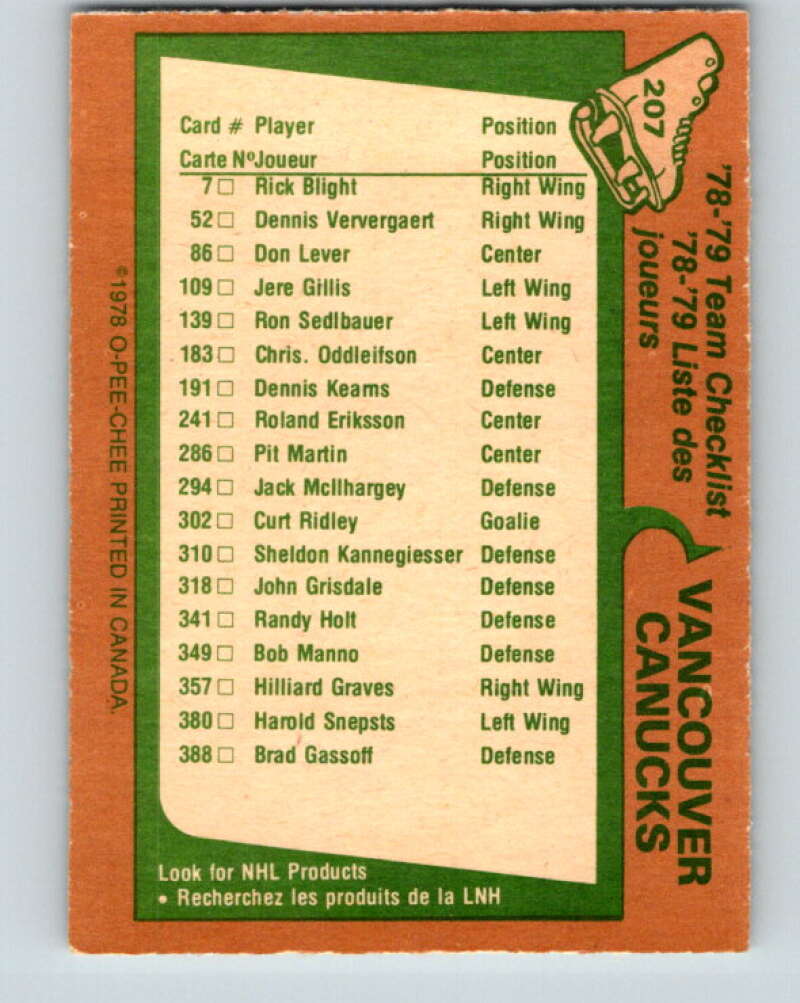 207
'78-'79 Team Checklist
'78-'79 Liste des
joueurs
VANCOUVER
CANUCKS
Card # Player Position
Carte Nº Joueur Position
7 □ Rick Blight Right Wing
52 □ Dennis Ververgaert Right Wing
86 □ Don Lever Center
109 □ Jere Gillis Left Wing
139 □ Ron Sedlbauer Left Wing
183 □ Chris. Oddleifson Center
191 □ Dennis Kearns Defense
241 □ Roland Eriksson Center
286 □ Pit Martin Center
294 □ Jack McIlhargey Defense
302 □ Curt Ridley Goalie
310 □ Sheldon Kannegiesser Defense
318 □ John Grisdale Defense
341 □ Randy Holt Defense
349 □ Bob Manno Defense
357 □ Hilliard Graves Right Wing
380 □ Harold Snepsts Left Wing
388 □ Brad Gassoff Defense
Look for NHL Products
• Recherchez les produits de la LNH
©1978 O-PEE-CHEE PRINTED IN CANADA.